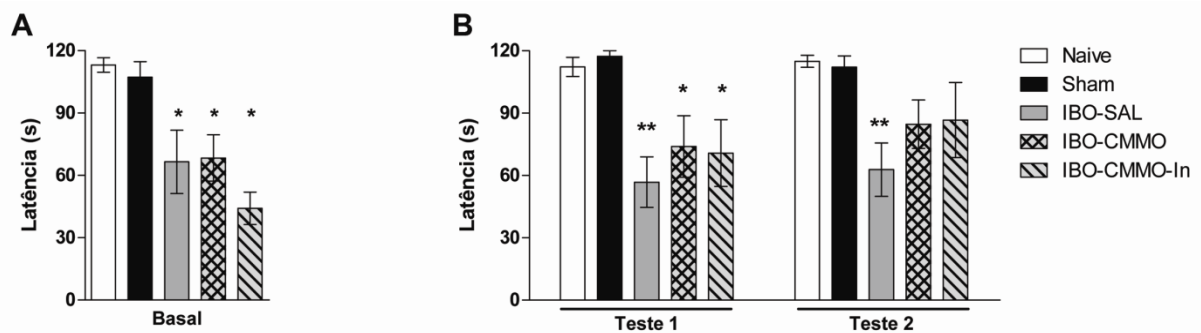 A
Latência (s)
120
90
60
30
0
* * *
Basal
B
Latência (s)
120
90
60
30
0
** * *
**
Teste 1 Teste 2
Naive
Sham
IBO-SAL
IBO-CMMO
IBO-CMMO-In